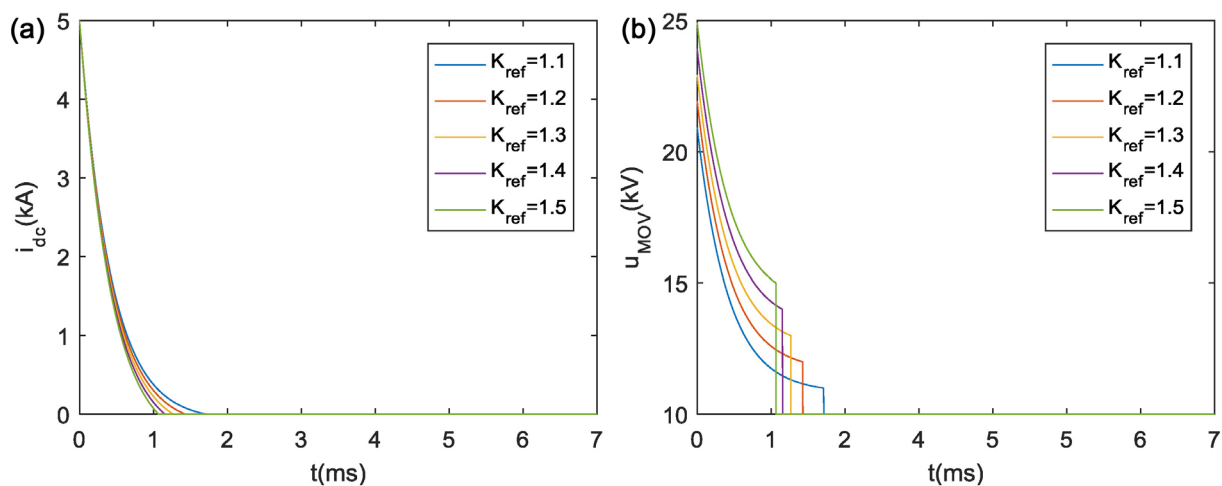 (a)
5
4
3
2
1
0
i_dc(kA)
K_ref=1.1
K_ref=1.2
K_ref=1.3
K_ref=1.4
K_ref=1.5
0 1 2 3 4 5 6 7
t(ms)
(b)
25
20
15
10
u_MOV(kV)
K_ref=1.1
K_ref=1.2
K_ref=1.3
K_ref=1.4
K_ref=1.5
0 1 2 3 4 5 6 7
t(ms)